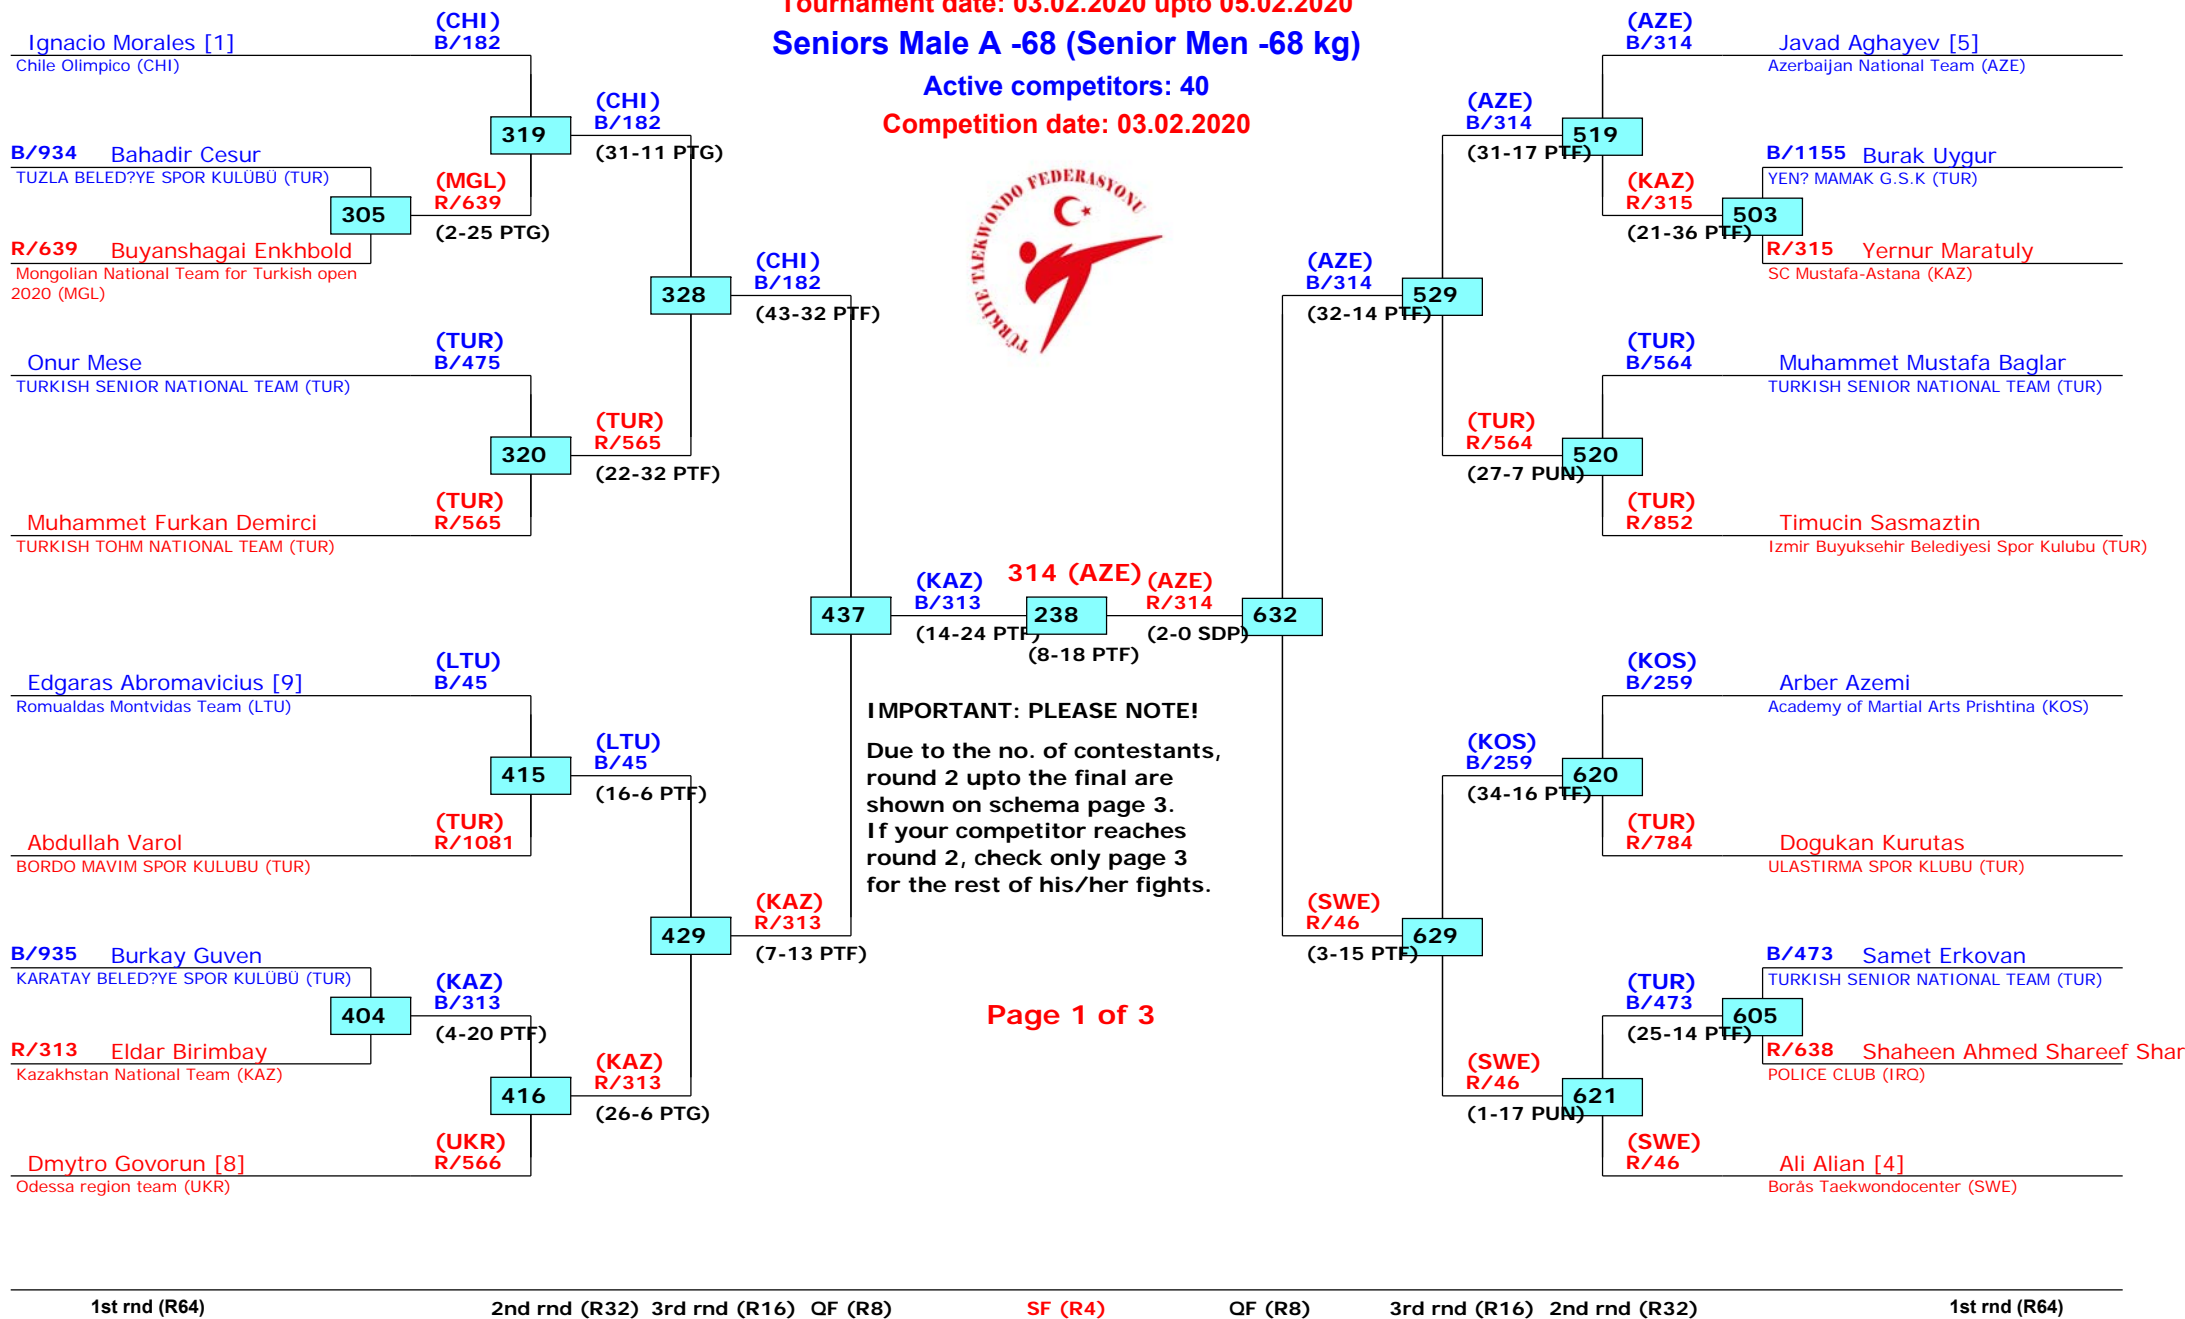 Tournament date: 03.02.2020 upto 05.02.2020
Seniors Male A -68 (Senior Men -68 kg)
Active competitors: 40
Competition date: 03.02.2020
TÜRKİYE TAEKWONDO FEDERASYONU
Ignacio Morales [1]
(CHI)
B/182
Chile Olimpico (CHI)
B/934 Bahadir Cesur
TUZLA BELED?YE SPOR KULÜBÜ (TUR)
305
R/639 Buyanshagai Enkhbold
Mongolian National Team for Turkish open
2020 (MGL)
(MGL)
R/639
(2-25 PTG)
319
(CHI)
B/182
(31-11 PTG)
Onur Mese
(TUR)
B/475
TURKISH SENIOR NATIONAL TEAM (TUR)
320
(TUR)
R/565
(22-32 PTF)
Muhammet Furkan Demirci
(TUR)
R/565
TURKISH TOHM NATIONAL TEAM (TUR)
328
(CHI)
B/182
(43-32 PTF)
Edgaras Abromavicius [9]
(LTU)
B/45
Romualdas Montvidas Team (LTU)
415
(LTU)
B/45
(16-6 PTF)
Abdullah Varol
(TUR)
R/1081
BORDO MAVIM SPOR KULUBU (TUR)
429
(KAZ)
R/313
(7-13 PTF)
B/935 Burkay Guven
KARATAY BELED?YE SPOR KULÜBÜ (TUR)
404
(KAZ)
B/313
(4-20 PTF)
R/313 Eldar Birimbay
Kazakhstan National Team (KAZ)
416
(KAZ)
R/313
(26-6 PTG)
Dmytro Govorun [8]
(UKR)
R/566
Odessa region team (UKR)
437
(KAZ)
B/313
(14-24 PTF)
314 (AZE)
238
(8-18 PTF)
(AZE)
R/314
(2-0 SDP)
632
IMPORTANT: PLEASE NOTE!
Due to the no. of contestants,
round 2 upto the final are
shown on schema page 3.
If your competitor reaches
round 2, check only page 3
for the rest of his/her fights.
Page 1 of 3
(AZE)
B/314
Javad Aghayev [5]
Azerbaijan National Team (AZE)
(AZE)
B/314
(31-17 PTF)
519
B/1155 Burak Uygur
YEN? MAMAK G.S.K (TUR)
(KAZ)
R/315
(21-36 PTF)
503
R/315 Yernur Maratuly
SC Mustafa-Astana (KAZ)
(AZE)
B/314
(32-14 PTF)
529
(TUR)
B/564
Muhammet Mustafa Baglar
TURKISH SENIOR NATIONAL TEAM (TUR)
(TUR)
R/564
(27-7 PUN)
520
(TUR)
R/852
Timucin Sasmaztin
Izmir Buyuksehir Belediyesi Spor Kulubu (TUR)
(KOS)
B/259
Arber Azemi
Academy of Martial Arts Prishtina (KOS)
(KOS)
B/259
(34-16 PTF)
620
(TUR)
R/784
Dogukan Kurutas
ULASTIRMA SPOR KLUBU (TUR)
(SWE)
R/46
(3-15 PTF)
629
B/473 Samet Erkovan
TURKISH SENIOR NATIONAL TEAM (TUR)
(TUR)
B/473
(25-14 PTF)
605
R/638 Shaheen Ahmed Shareef Shar
POLICE CLUB (IRQ)
(SWE)
R/46
(1-17 PUN)
621
(SWE)
R/46
Ali Alian [4]
Borås Taekwondocenter (SWE)
1st rnd (R64) 2nd rnd (R32) 3rd rnd (R16) QF (R8) SF (R4) QF (R8) 3rd rnd (R16) 2nd rnd (R32) 1st rnd (R64)